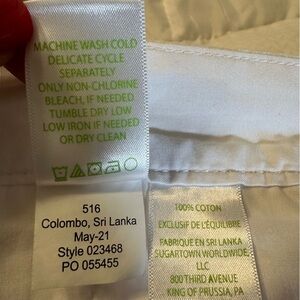 MACHINE WASH COLD
DELICATE CYCLE
SEPARATELY
ONLY NON-CHLORINE
BLEACH, IF NEEDED
TUMBLE DRY LOW
LOW IRON IF NEEDED
OR DRY CLEAN
516
Colombo, Sri Lanka
May-21
Style 023468
PO 055455
100% COTON
EXCLUSIF DE L'ÉQUILIBRE
FABRIQUE EN SRI LANKA
SUGARTOWN WORLDWIDE,
LLC
800 THIRD AVENUE
KING OF PRUSSIA, PA